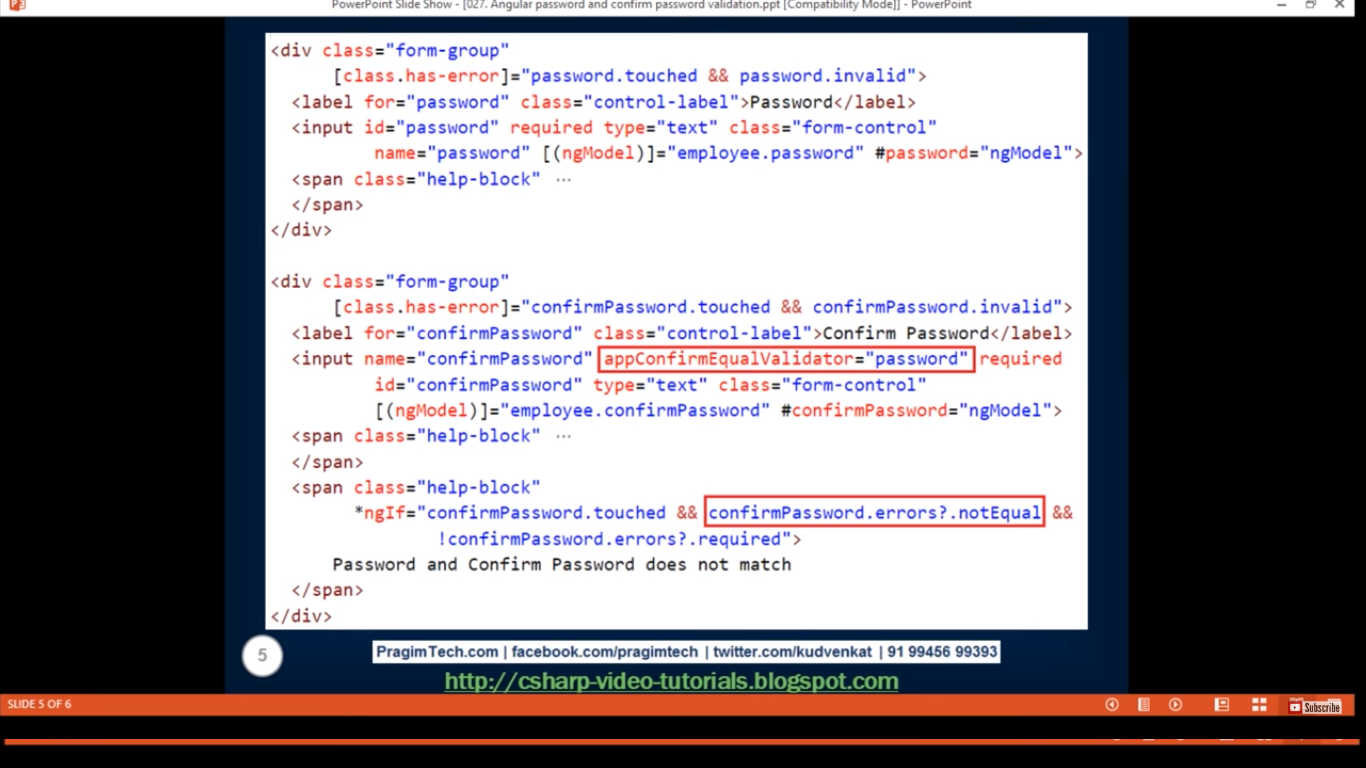 PowerPoint Slide Show - [027. Angular password and confirm password validation.ppt [Compatibility Mode]] - PowerPoint
<div class="form-group"
[class.has-error]="password.touched && password.invalid">
<label for="password" class="control-label">Password</label>
<input id="password" required type="text" class="form-control"
name="password" [(ngModel)]="employee.password" #password="ngModel">
<span class="help-block" ...
</span>
</div>
<div class="form-group"
[class.has-error]="confirmPassword.touched && confirmPassword.invalid">
<label for="confirmPassword" class="control-label">Confirm Password</label>
<input name="confirmPassword" appConfirmEqualValidator="password" required
id="confirmPassword" type="text" class="form-control"
[(ngModel)]="employee.confirmPassword" #confirmPassword="ngModel">
<span class="help-block" ...
</span>
<span class="help-block"
*ngIf="confirmPassword.touched && confirmPassword.errors?.notEqual &&
!confirmPassword.errors?.required">
Password and Confirm Password does not match
</span>
</div>
5
PragimTech.com | facebook.com/pragimtech | twitter.com/kudvenkat | 91 99456 99393
http://csharp-video-tutorials.blogspot.com
SLIDE 5 OF 6
Subscribe